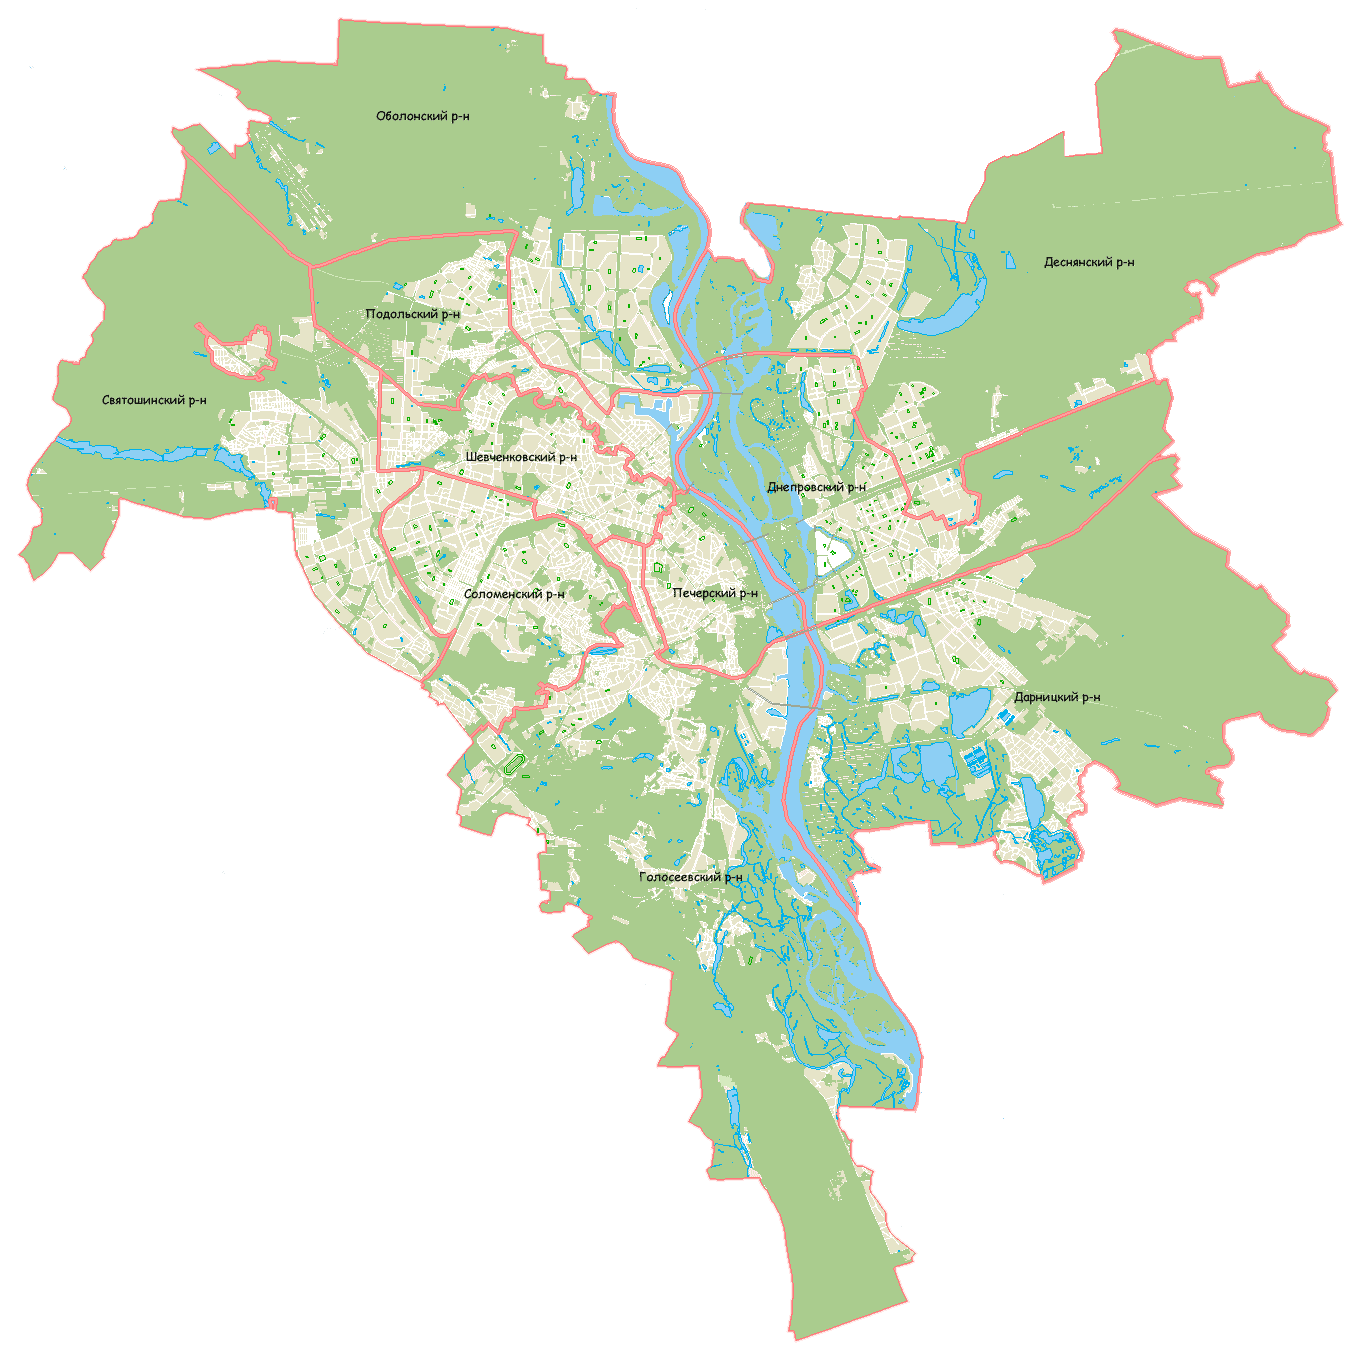 Оболонский р-н
Деснянский р-н
Подольский р-н
Святошинский р-н
Шевченковский р-н
Днепровский р-н
Соломенский р-н
Печерский р-н
Дарницкий р-н
Голосеевский р-н